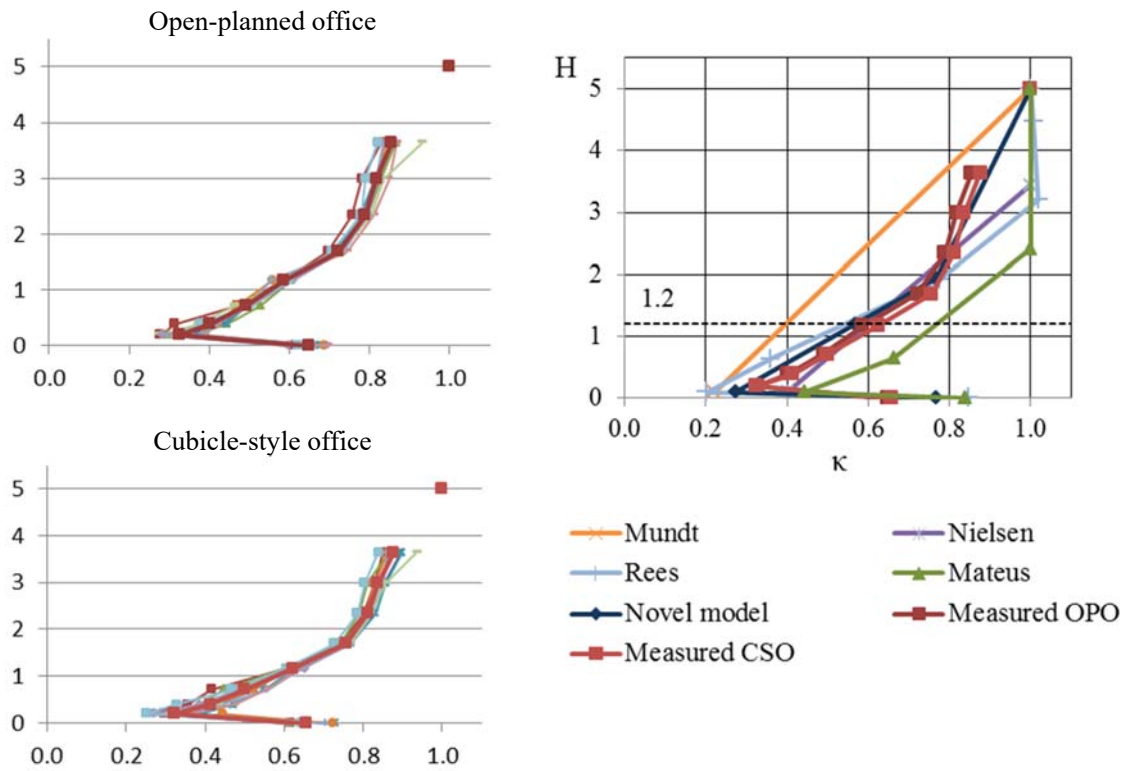 Open-planned office
5
4
3
2
1
0
0.0 0.2 0.4 0.6 0.8 1.0
Cubicle-style office
5
4
3
2
1
0
0.0 0.2 0.4 0.6 0.8 1.0
H
5
4
3
2
1.2
1
0
0.0 0.2 0.4 0.6 0.8 1.0
κ
Mundt Nielsen
Rees Mateus
Novel model Measured OPO
Measured CSO